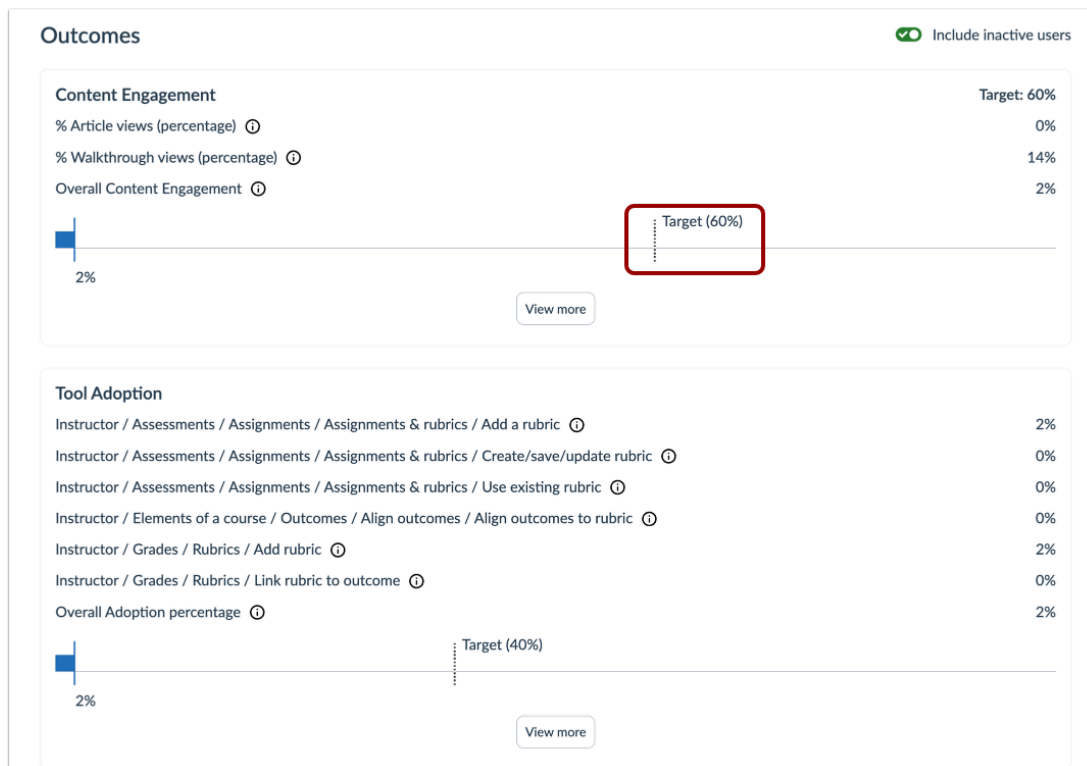 Outcomes
Include inactive users
Content Engagement
Target: 60%
% Article views (percentage)
0%
% Walkthrough views (percentage)
14%
Overall Content Engagement
2%
Target (60%)
2%
View more
Tool Adoption
Instructor / Assessments / Assignments / Assignments & rubrics / Add a rubric
2%
Instructor / Assessments / Assignments / Assignments & rubrics / Create/save/update rubric
0%
Instructor / Assessments / Assignments / Assignments & rubrics / Use existing rubric
0%
Instructor / Elements of a course / Outcomes / Align outcomes / Align outcomes to rubric
0%
Instructor / Grades / Rubrics / Add rubric
2%
Instructor / Grades / Rubrics / Link rubric to outcome
0%
Overall Adoption percentage
2%
Target (40%)
2%
View more